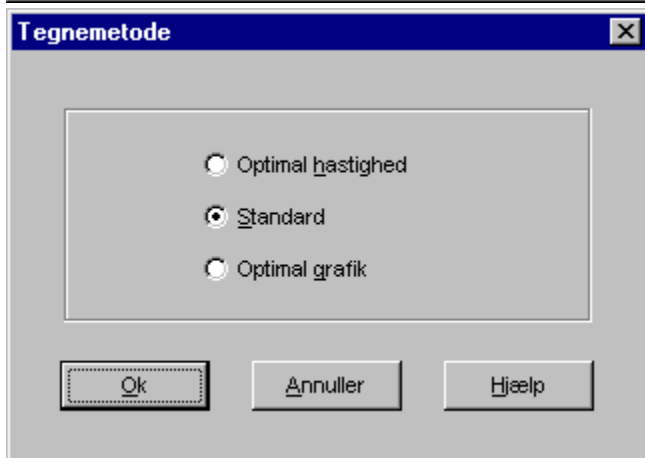 Tegnemetode
Optimal hastighed
Standard
Optimal grafik
Ok Annuller Hjælp